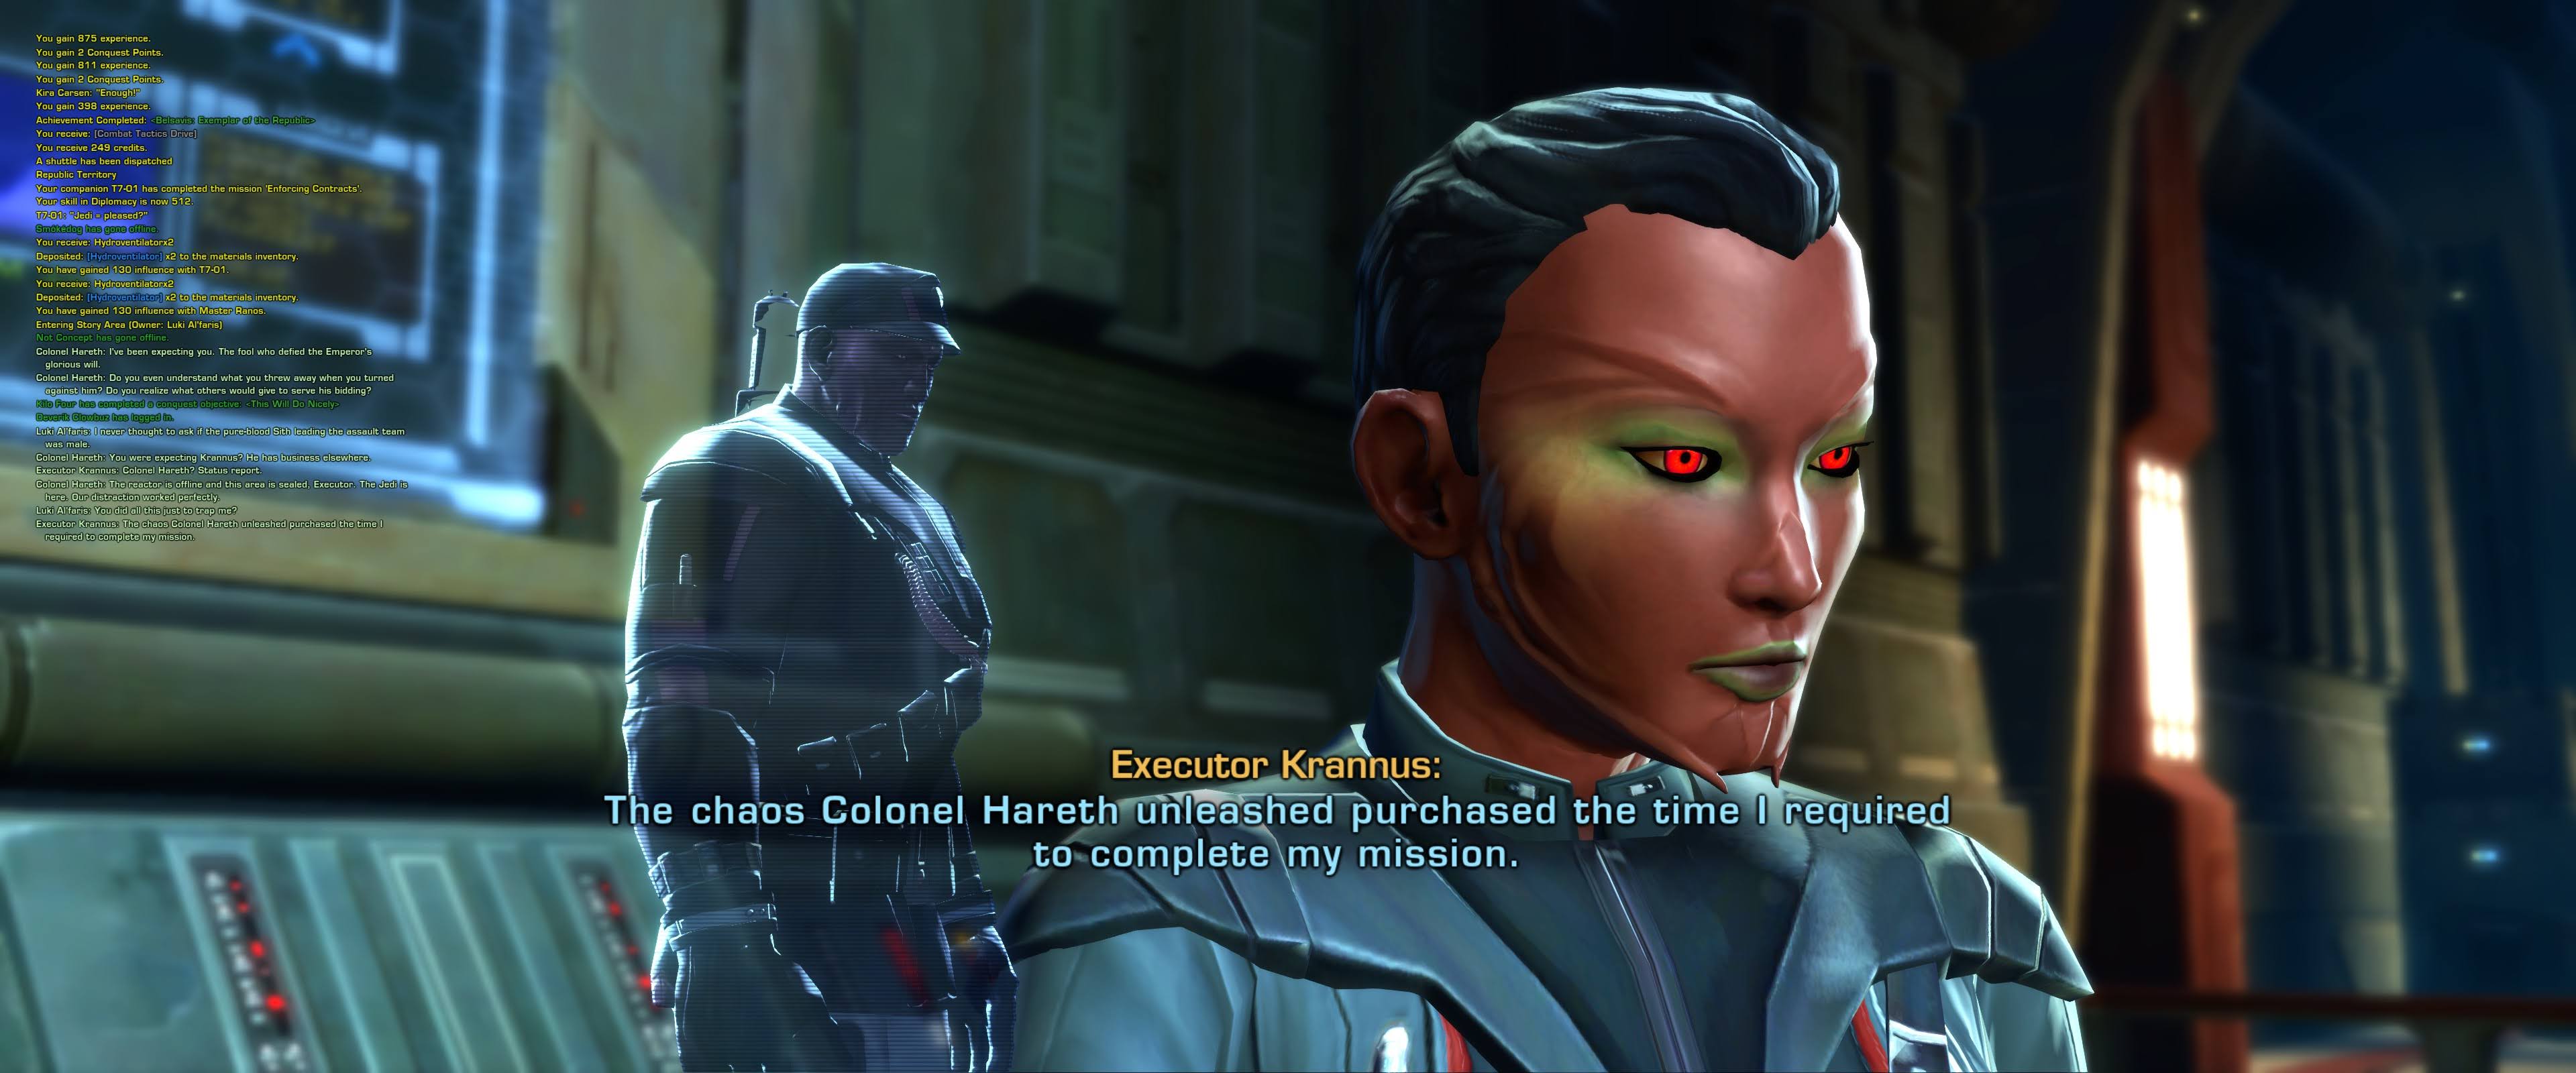 You gain 875 experience.
You gain 2 Conquest Points.
You gain 811 experience.
You gain 2 Conquest Points.
Kira Carsen: "Enough!"
You gain 398 experience.
Achievement Completed: <Belsavis: Exemplar of the Republic>
You receive: [Combat Tactics Drive]
You receive 249 credits.
A shuttle has been dispatched
Republic Territory
Your companion T7-01 has completed the mission 'Enforcing Contracts'.
Your skill in Diplomacy is now 512.
T7-01: "Jedi = pleased?"
Smokedog has gone offline.
You receive: Hydroventilatorx2
Deposited: [Hydroventilator] x2 to the materials inventory.
You have gained 130 influence with T7-01.
You receive: Hydroventilatorx2
Deposited: [Hydroventilator] x2 to the materials inventory.
You have gained 130 influence with Master Ranos.
Entering Story Area (Owner: Luki Al'faris)
Not Concept has gone offline.
Colonel Hareth: I've been expecting you. The fool who defied the Emperor's
glorious will.
Colonel Hareth: Do you even understand what you threw away when you turned
against him? Do you realize what others would give to serve his bidding?
Kilo Four has completed a conquest objective: <This Will Do Nicely>
has logged in.
Luki Al'faris: I never thought to ask if the pure-blood Sith leading the assault team
was male.
Colonel Hareth: You were expecting Krannus? He has business elsewhere.
Executor Krannus: Colonel Hareth? Status report.
Colonel Hareth: The reactor is offline and this area is sealed, Executor. The Jedi is
here. Our distraction worked perfectly.
Luki Al'faris: You did all this just to trap me?
Executor Krannus: The chaos Colonel Hareth unleashed purchased the time I
required to complete my mission.
Executor Krannus:
The chaos Colonel Hareth unleashed purchased the time I required
to complete my mission.